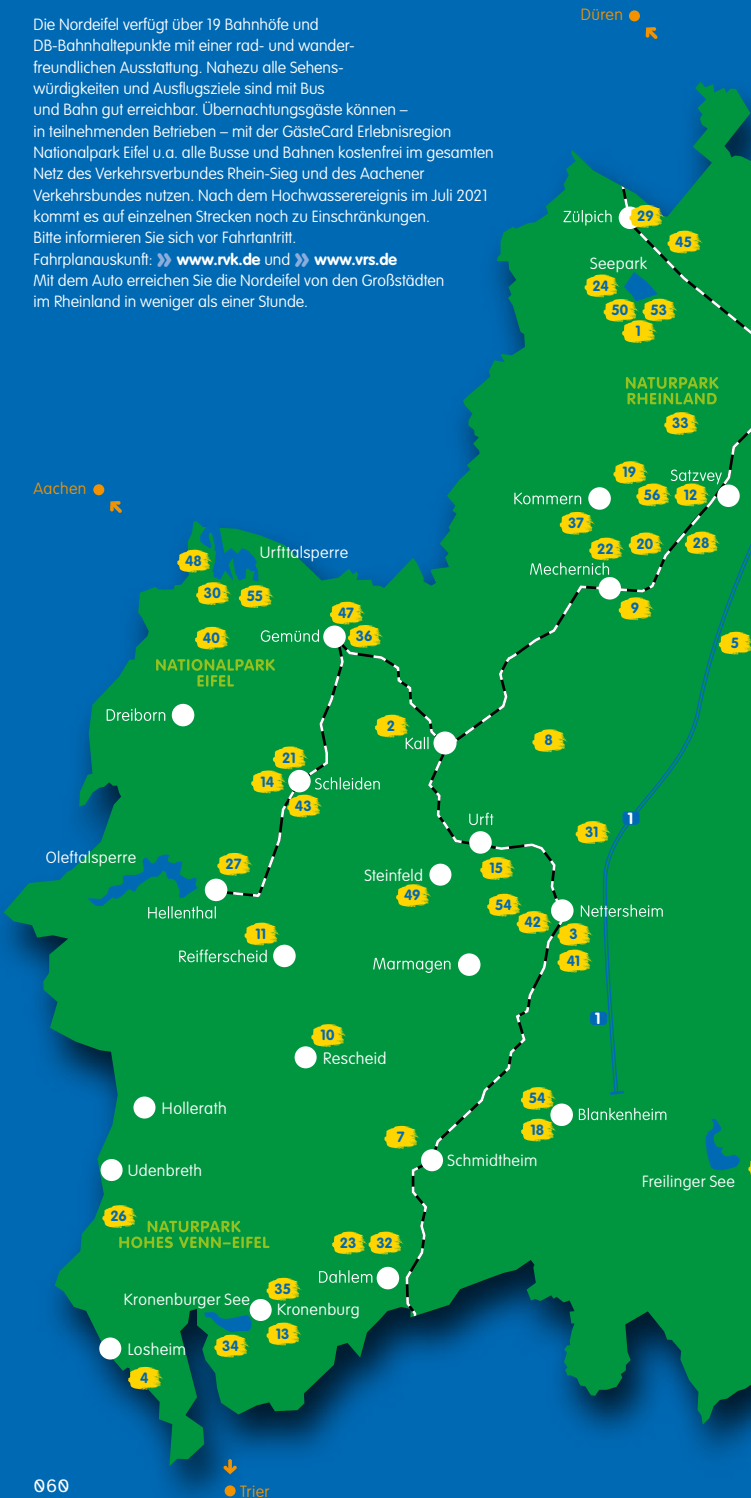 Die Nordeifel verfügt über 19 Bahnhöfe und
DB-Bahnhaltepunkte mit einer rad- und wander-
freundlichen Ausstattung. Nahezu alle Sehens-
würdigkeiten und Ausflugsziele sind mit Bus
und Bahn gut erreichbar. Übernachtungsgäste können –
in teilnehmenden Betrieben – mit der GästeCard Erlebnisregion
Nationalpark Eifel u.a. alle Busse und Bahnen kostenfrei im gesamten
Netz des Verkehrsverbundes Rhein-Sieg und des Aachener
Verkehrsbundes nutzen. Nach dem Hochwasserereignis im Juli 2021
kommt es auf einzelnen Strecken noch zu Einschränkungen.
Bitte informieren Sie sich vor Fahrtantritt.
Fahrplanauskunft: » www.rvk.de und » www.vrs.de
Mit dem Auto erreichen Sie die Nordeifel von den Großstädten
im Rheinland in weniger als einer Stunde.
Düren
Zülpich
29
45
Seepark
24
50
53
1
NATURPARK
RHEINLAND
33
19
Satzvey
Aachen
Kommern
56
12
37
22
20
28
Urfttalsperre
48
Mechernich
30
55
9
47
Gemünd
36
40
5
NATIONALPARK
EIFEL
Dreiborn
2
Kall
8
21
14
Schleiden
43
1
Urft
31
Oleftalsperre
27
15
Steinfeld
49
Hellenthal
54
42
Nettersheim
11
3
Reifferscheid
Marmagen
41
1
10
Rescheid
54
Hollerath
Blankenheim
18
7
Schmidtheim
Udenbreth
Freilinger See
26
NATURPARK
HOHES VENN–EIFEL
23
32
Dahlem
35
Kronenburger See
Kronenburg
13
34
Losheim
4
060
Trier